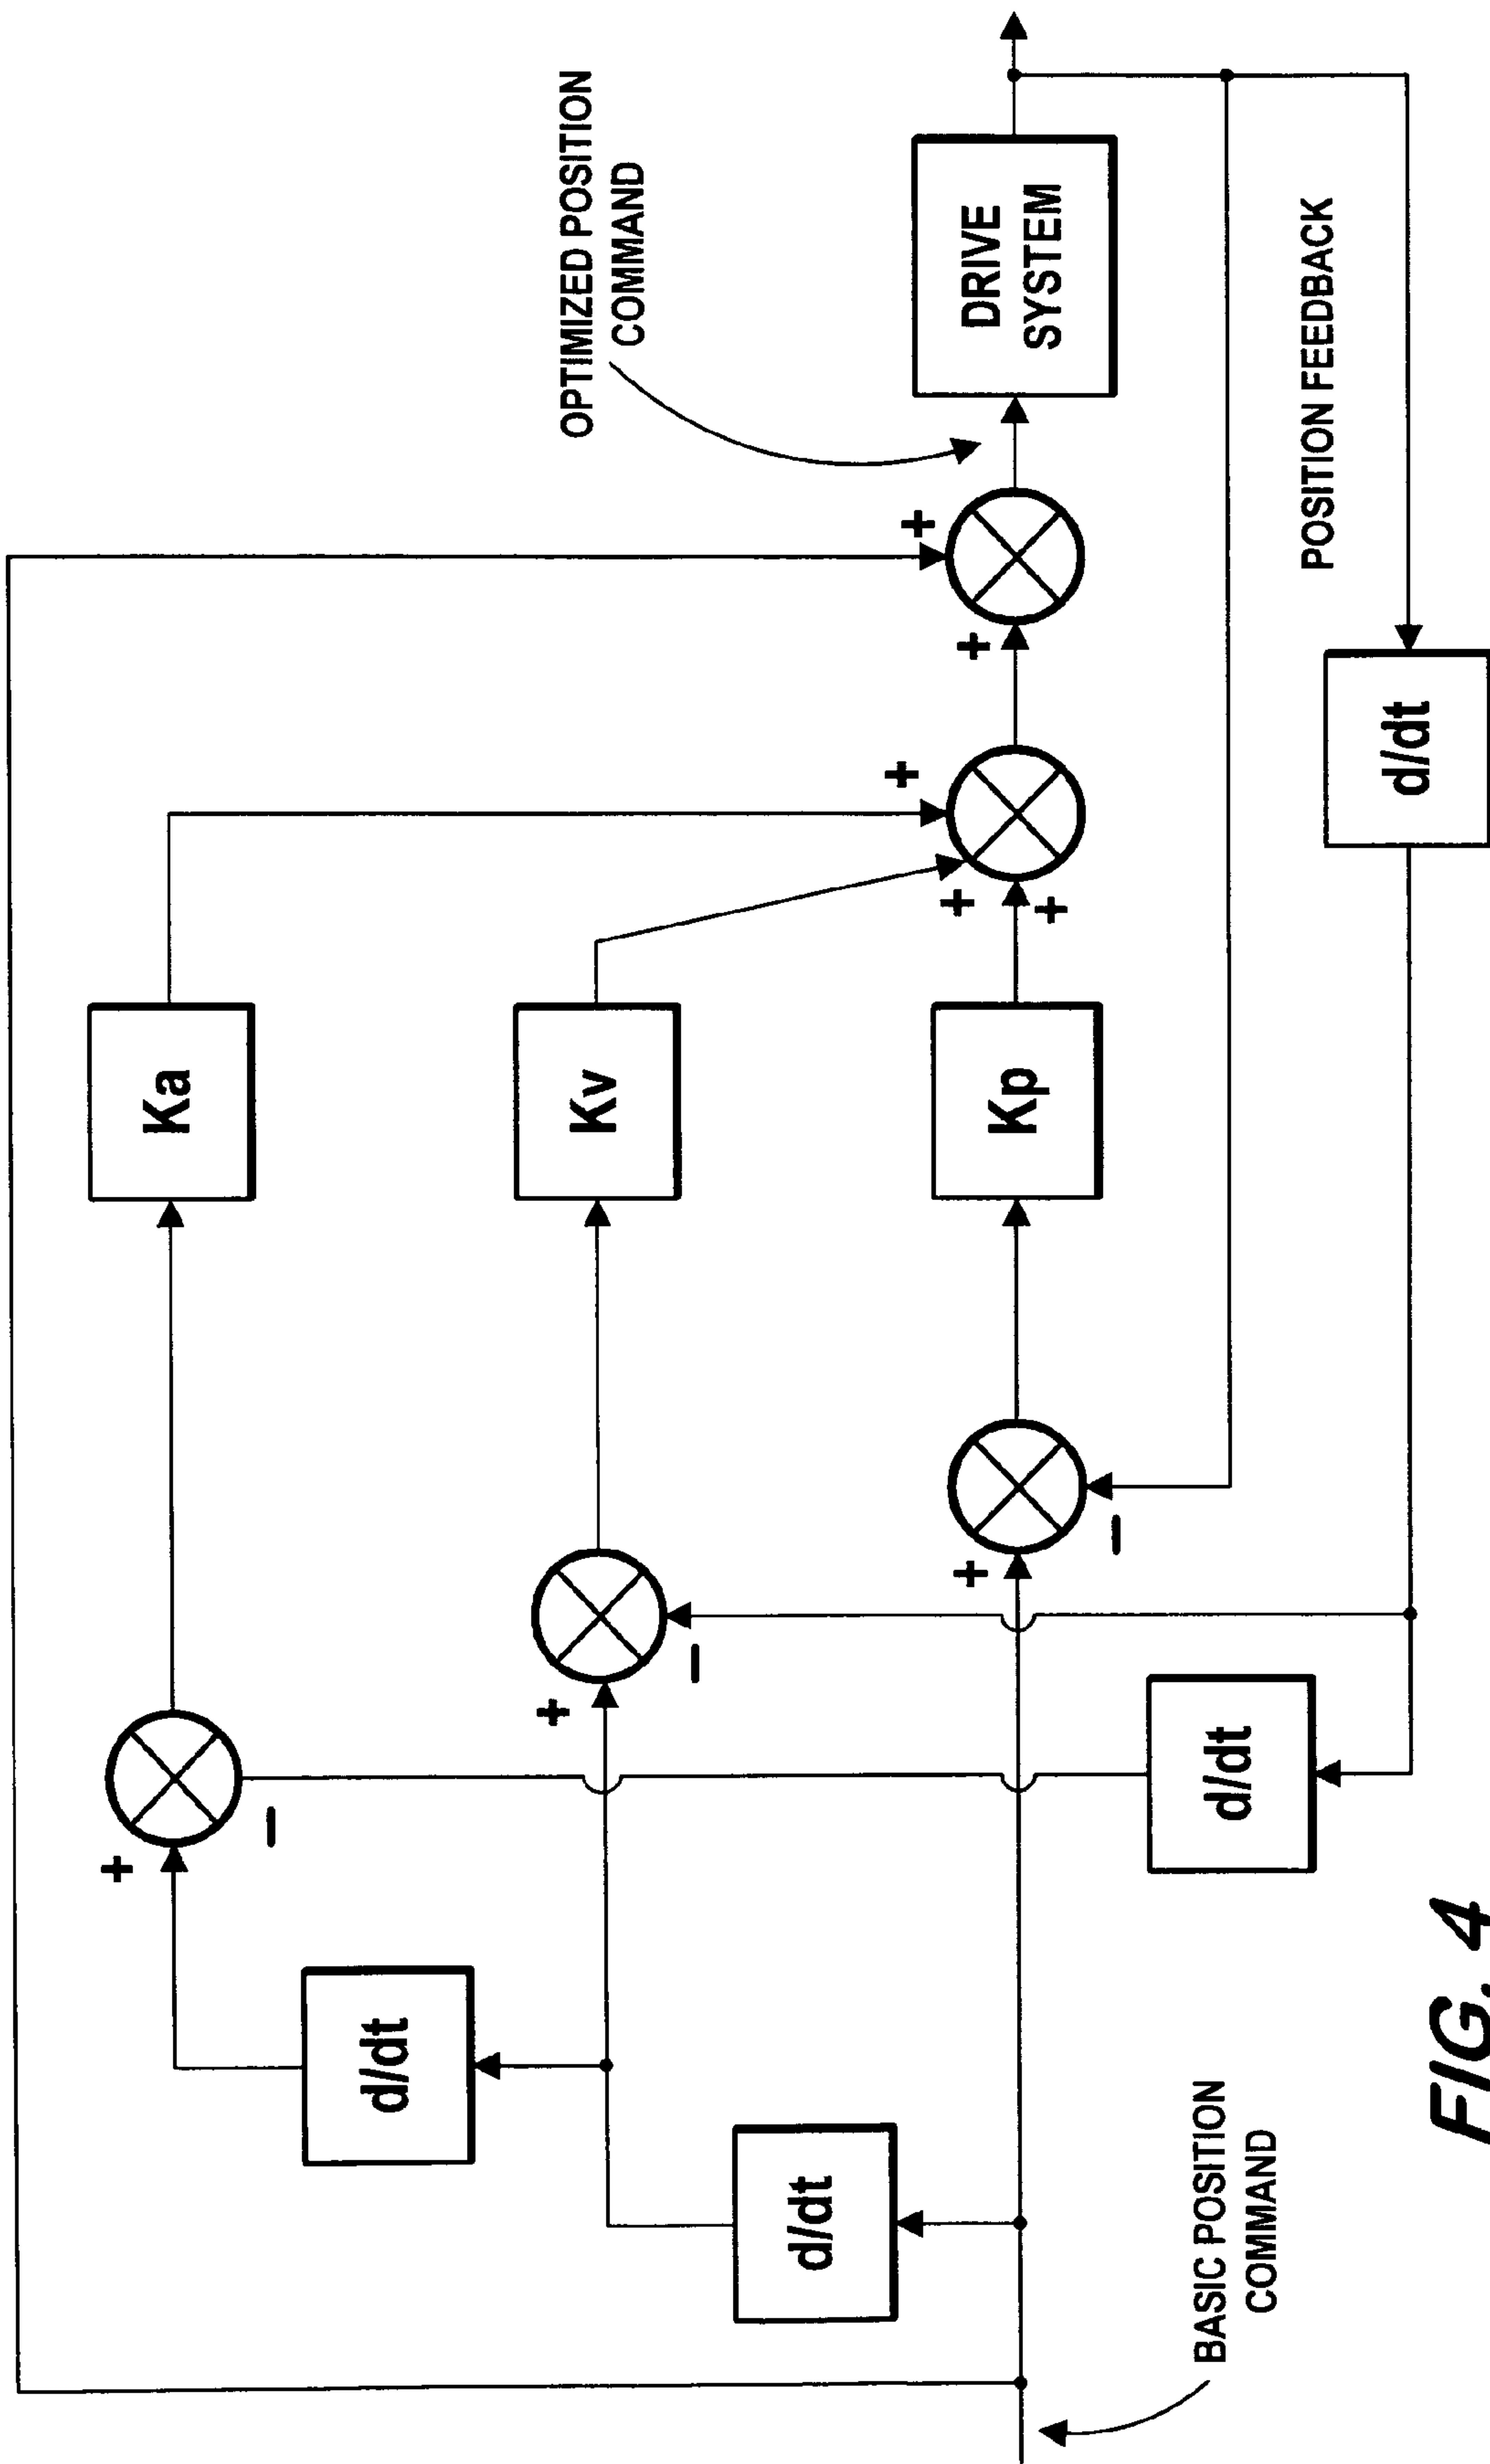 OPTIMIZED POSITION
COMMAND
Ka
+
d/dt
+
-
Kv
+
+
DRIVE
SYSTEM
+
-
d/dt
+
Kp
+
+
+
-
BASIC POSITION
COMMAND
d/dt
POSITION FEEDBACK
d/dt
FIG. 4